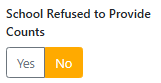 School Refused to Provide
Counts
Yes No